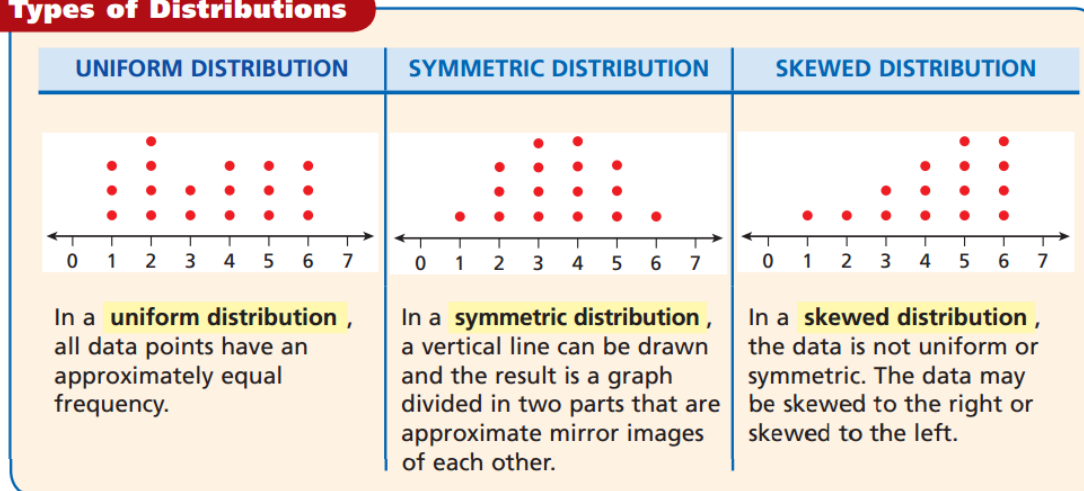 Types of Distributions
UNIFORM DISTRIBUTION
SYMMETRIC DISTRIBUTION
SKEWED DISTRIBUTION
0 1 2 3 4 5 6 7
0 1 2 3 4 5 6 7
0 1 2 3 4 5 6 7
In a uniform distribution,
all data points have an
approximately equal
frequency.
In a symmetric distribution,
a vertical line can be drawn
and the result is a graph
divided in two parts that are
approximate mirror images
of each other.
In a skewed distribution,
the data is not uniform or
symmetric. The data may
be skewed to the right or
skewed to the left.